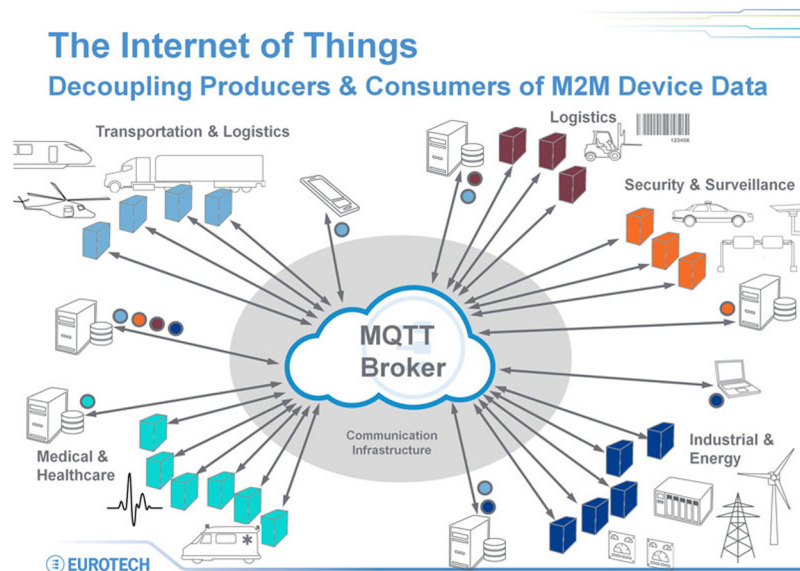 The Internet of Things
Decoupling Producers & Consumers of M2M Device Data
Transportation & Logistics
Logistics
123456
Security & Surveillance
MQTT
Broker
Communication
Infrastructure
Medical &
Healthcare
Industrial &
Energy
EUROTECH